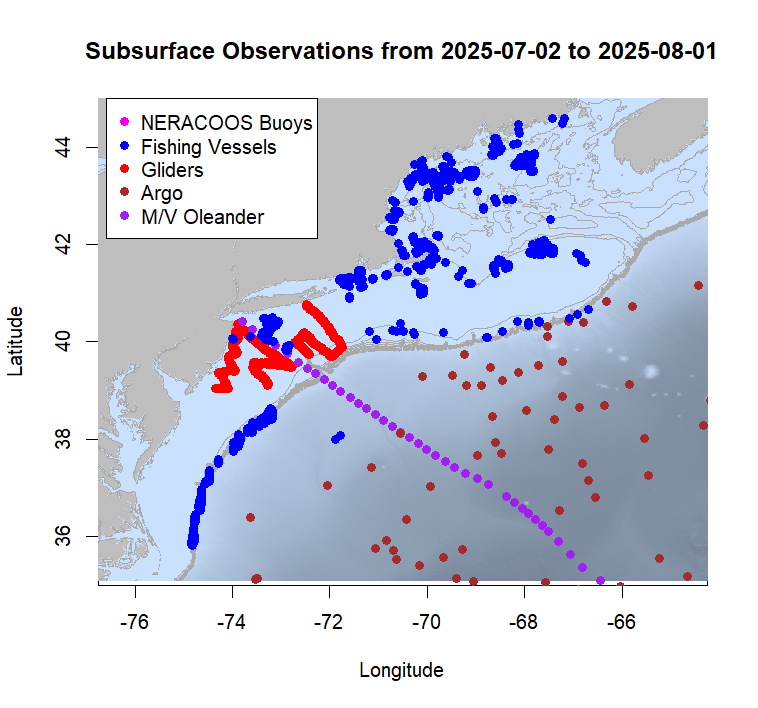 Subsurface Observations from 2025-07-02 to 2025-08-01
NERACOOS Buoys
Fishing Vessels
Gliders
Argo
M/V Oleander
44
42
40
38
36
Latitude
-76 -74 -72 -70 -68 -66
Longitude